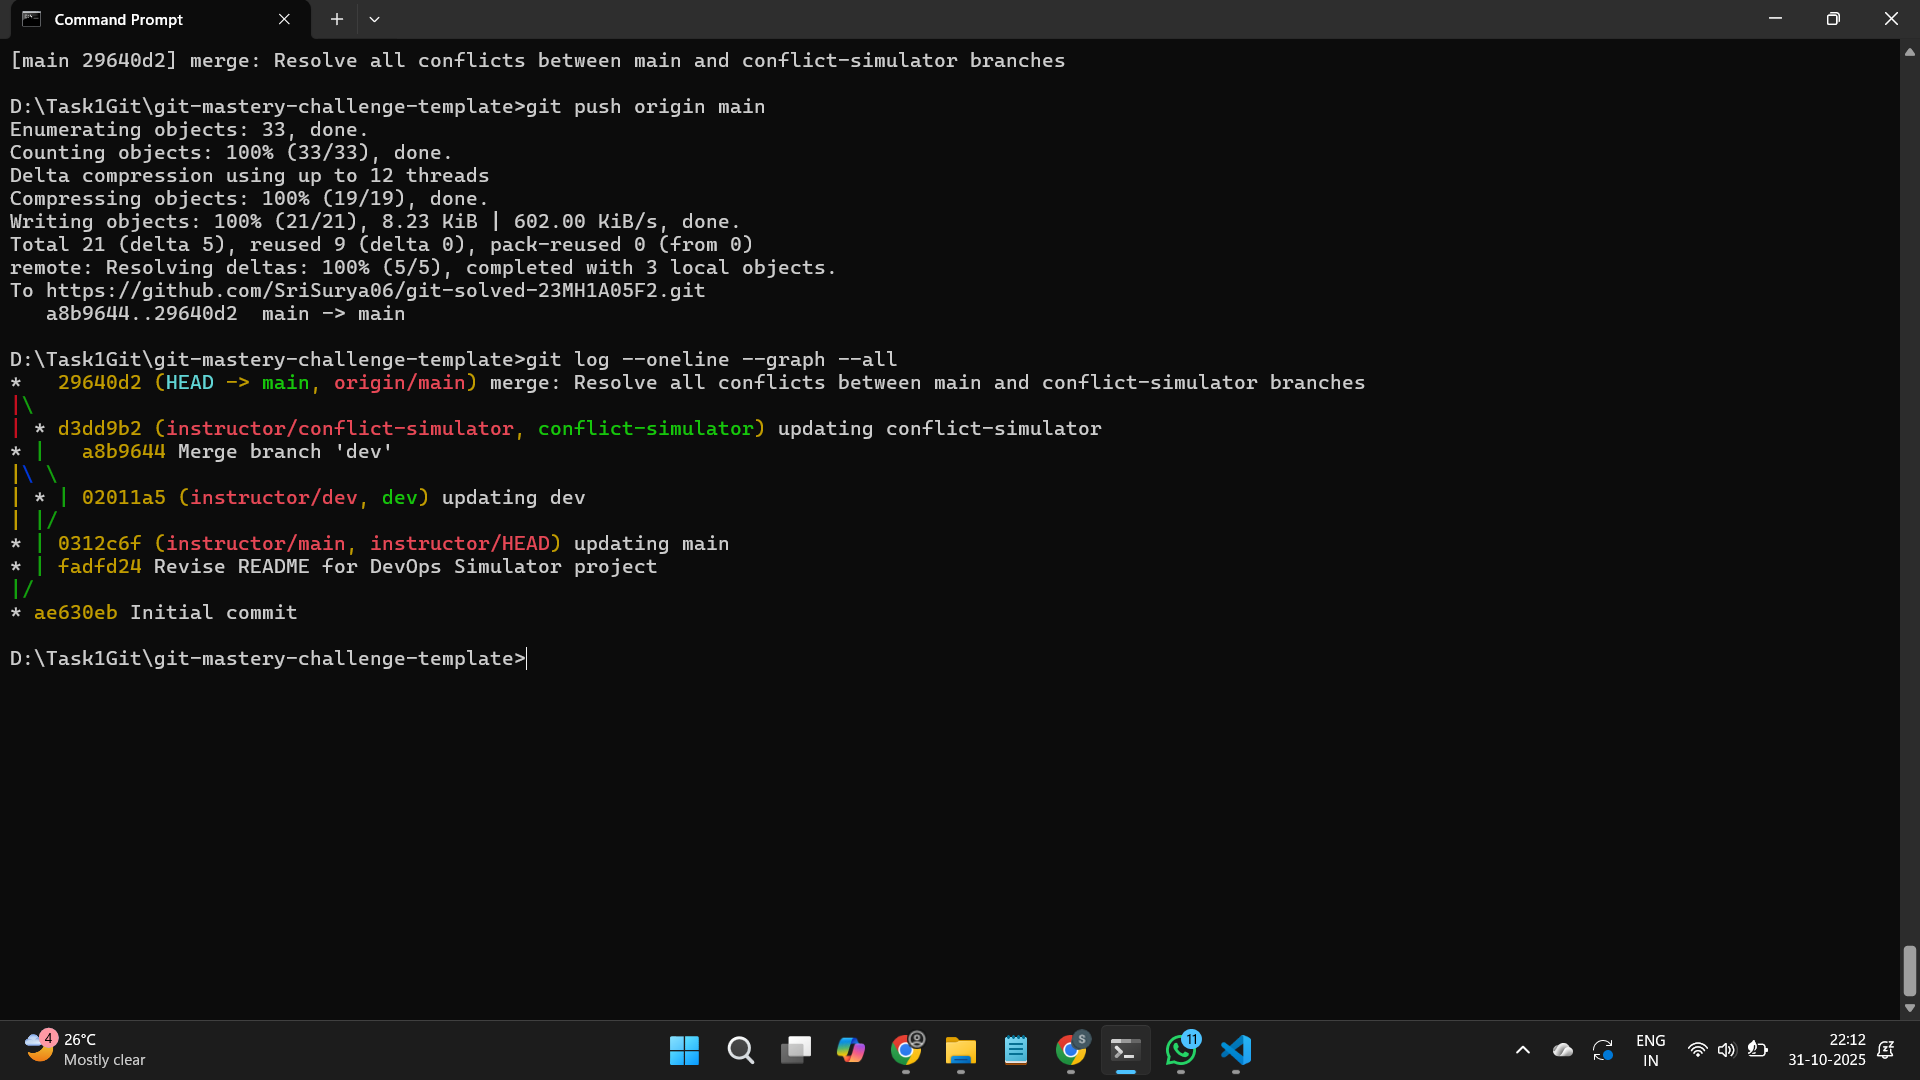 Command Prompt
[main 29640d2] merge: Resolve all conflicts between main and conflict-simulator branches
D:\Task1Git\git-mastery-challenge-template>git push origin main
Enumerating objects: 33, done.
Counting objects: 100% (33/33), done.
Delta compression using up to 12 threads
Compressing objects: 100% (19/19), done.
Writing objects: 100% (21/21), 8.23 KiB | 602.00 KiB/s, done.
Total 21 (delta 5), reused 9 (delta 0), pack-reused 0 (from 0)
remote: Resolving deltas: 100% (5/5), completed with 3 local objects.
To https://github.com/SriSurya06/git-solved-23MH1A05F2.git
   a8b9644..29640d2  main -> main
D:\Task1Git\git-mastery-challenge-template>git log --oneline --graph --all
*   29640d2 (HEAD -> main, origin/main) merge: Resolve all conflicts between main and conflict-simulator branches
|\
| * d3dd9b2 (instructor/conflict-simulator, conflict-simulator) updating conflict-simulator
* |   a8b9644 Merge branch 'dev'
|\ \
| * | 02011a5 (instructor/dev, dev) updating dev
| |/
* | 0312c6f (instructor/main, instructor/HEAD) updating main
* | fadfd24 Revise README for DevOps Simulator project
|/
* ae630eb Initial commit
D:\Task1Git\git-mastery-challenge-template>
4
26°C
Mostly clear
S
11
ENG
IN
22:12
31-10-2025